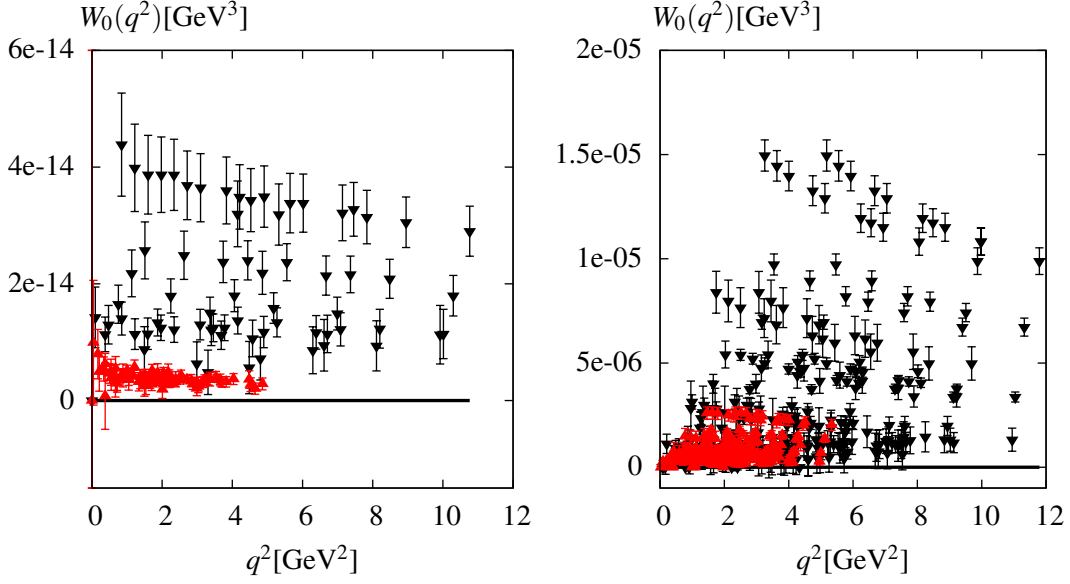 W₀(q²)[GeV³]
6e-14
4e-14
2e-14
0
0 2 4 6 8 10 12
q²[GeV²]
W₀(q²)[GeV³]
2e-05
1.5e-05
1e-05
5e-06
0
0 2 4 6 8 10 12
q²[GeV²]